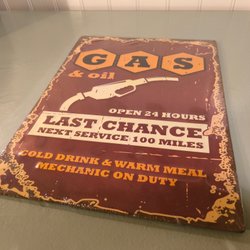 GAS
& oil
OPEN 24 HOURS
LAST CHANCE
NEXT SERVICE 100 MILES
COLD DRINK & WARM MEAL
MECHANIC ON DUTY